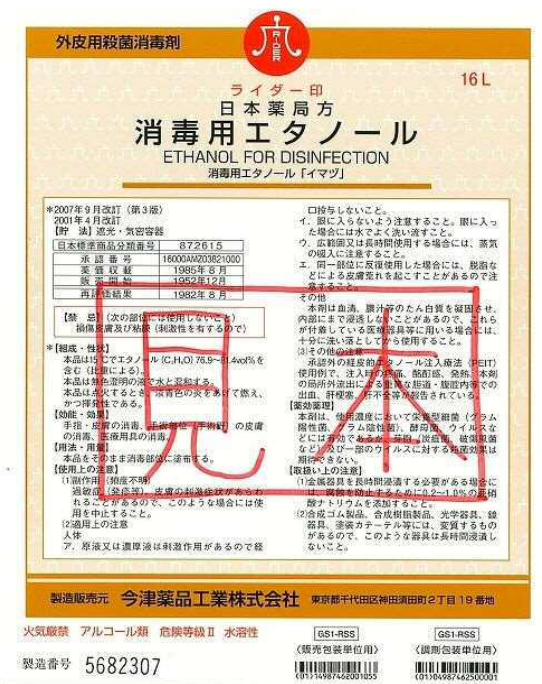 外皮用殺菌消毒剤
RIDER
16L
ライダー印
日本薬局方
消毒用エタノール
ETHANOL FOR DISINFECTION
消毒用エタノール「イマヅ」
*2007年9月改訂(第3版)
2001年4月改訂
【貯 法】遮光・気密容器
日本標準商品分類番号 872615
承認番号 16000AMZ03821000
薬価収載 1985年8月
販売開始 1952年12月
再評価結果 1982年8月
【禁 忌】(次の部位には使用しないこと)
損傷皮膚及び粘膜(刺激性を有するので)
*【組成・性状】
本品は15℃でエタノール(C₂H₆O)76.9~81.4vol%を
含む(比重による)。
本品は無色澄明の液で水と混和する。
本品は点火するとき、淡青色の炎をあげて燃え、
かつ揮発性である。
【効能・効果】
手指・皮膚の消毒、手術部位(手術野)の皮膚
の消毒、医療用具の消毒
【用法・用量】
本品をそのまま消毒部位に塗布する。
【使用上の注意】
(1)副作用(頻度不明)
過敏症(発疹等)、皮膚の刺激症状があらわ
れることがあるので、このような場合には使
用を中止すること。
(2)適用上の注意
人体
ア．原液又は濃厚液は刺激作用があるので経
口投与しないこと。
イ．眼に入らないよう注意すること。眼に入っ
た場合には水でよく洗い流すこと。
ウ．広範囲又は長時間使用する場合には、蒸気
の吸入に注意すること。
エ．同一部位に反復使用した場合には、脱脂な
どによる皮膚荒れを起こすことがあるので注
意すること。
その他
本剤は血清、膿汁等のたん白質を凝固させ、
内部にまで浸透しないことがあるので、これら
が付着している医療器具等に用いる場合には、
十分に洗い落としてから使用すること。
(3)その他の注意
承認外の経皮的エタノール注入療法(PEIT)
使用例で、注入時の疼痛、酩酊感、発熱、本剤
の局所外流出による重篤な胆道・腹腔内等での
出血、肝梗塞、肝不全等が報告されている。
【薬効薬理】
本剤は、使用濃度において栄養型細菌(グラム
陽性菌、グラム陰性菌)、酵母菌、ウイルスな
どには有効であるが、芽胞(炭疽菌、破傷風菌
など)及び一部のウイルスに対する殺菌効果は
期待できない。
【取扱い上の注意】
(1)金属器具を長時間浸漬する必要がある場合に
は、腐蝕を防止するために0.2~1.0%の亜硝
酸ナトリウムを添加すること。
(2)合成ゴム製品、合成樹脂製品、光学器具、鏡
器具、塗装カテーテル等には、変質するもの
があるので、このような器具は長時間浸漬し
ないこと。
見本
製造販売元 今津薬品工業株式会社 東京都千代田区神田須田町2丁目19番地
火気厳禁 アルコール類 危険等級Ⅱ 水溶性
製造番号 5682307
GS1-RSS
〈販売包装単位用〉
(01)14987462001055
GS1-RSS
〈調剤包装単位用〉
(01)04987462500001